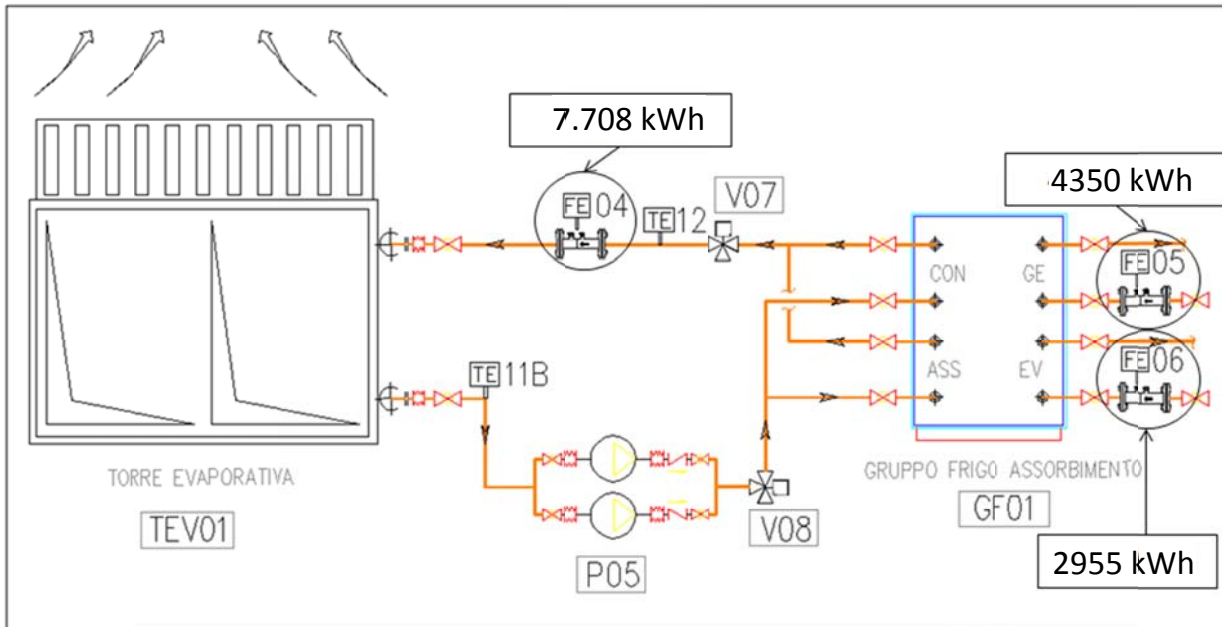 7.708 kWh
4350 kWh
FE 04
TE 12
V07
CON
GE
FE 05
ASS
EV
FE 06
TE 11B
TORRE EVAPORATIVA
TEV01
P05
V08
GRUPPO FRIGO ASSORBIMENTO
GF01
2955 kWh